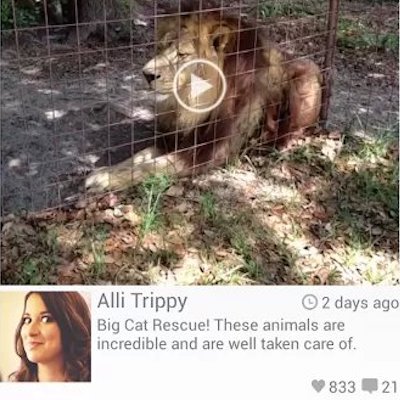 Alli Trippy
2 days ago
Big Cat Rescue! These animals are
incredible and are well taken care of.
833 21